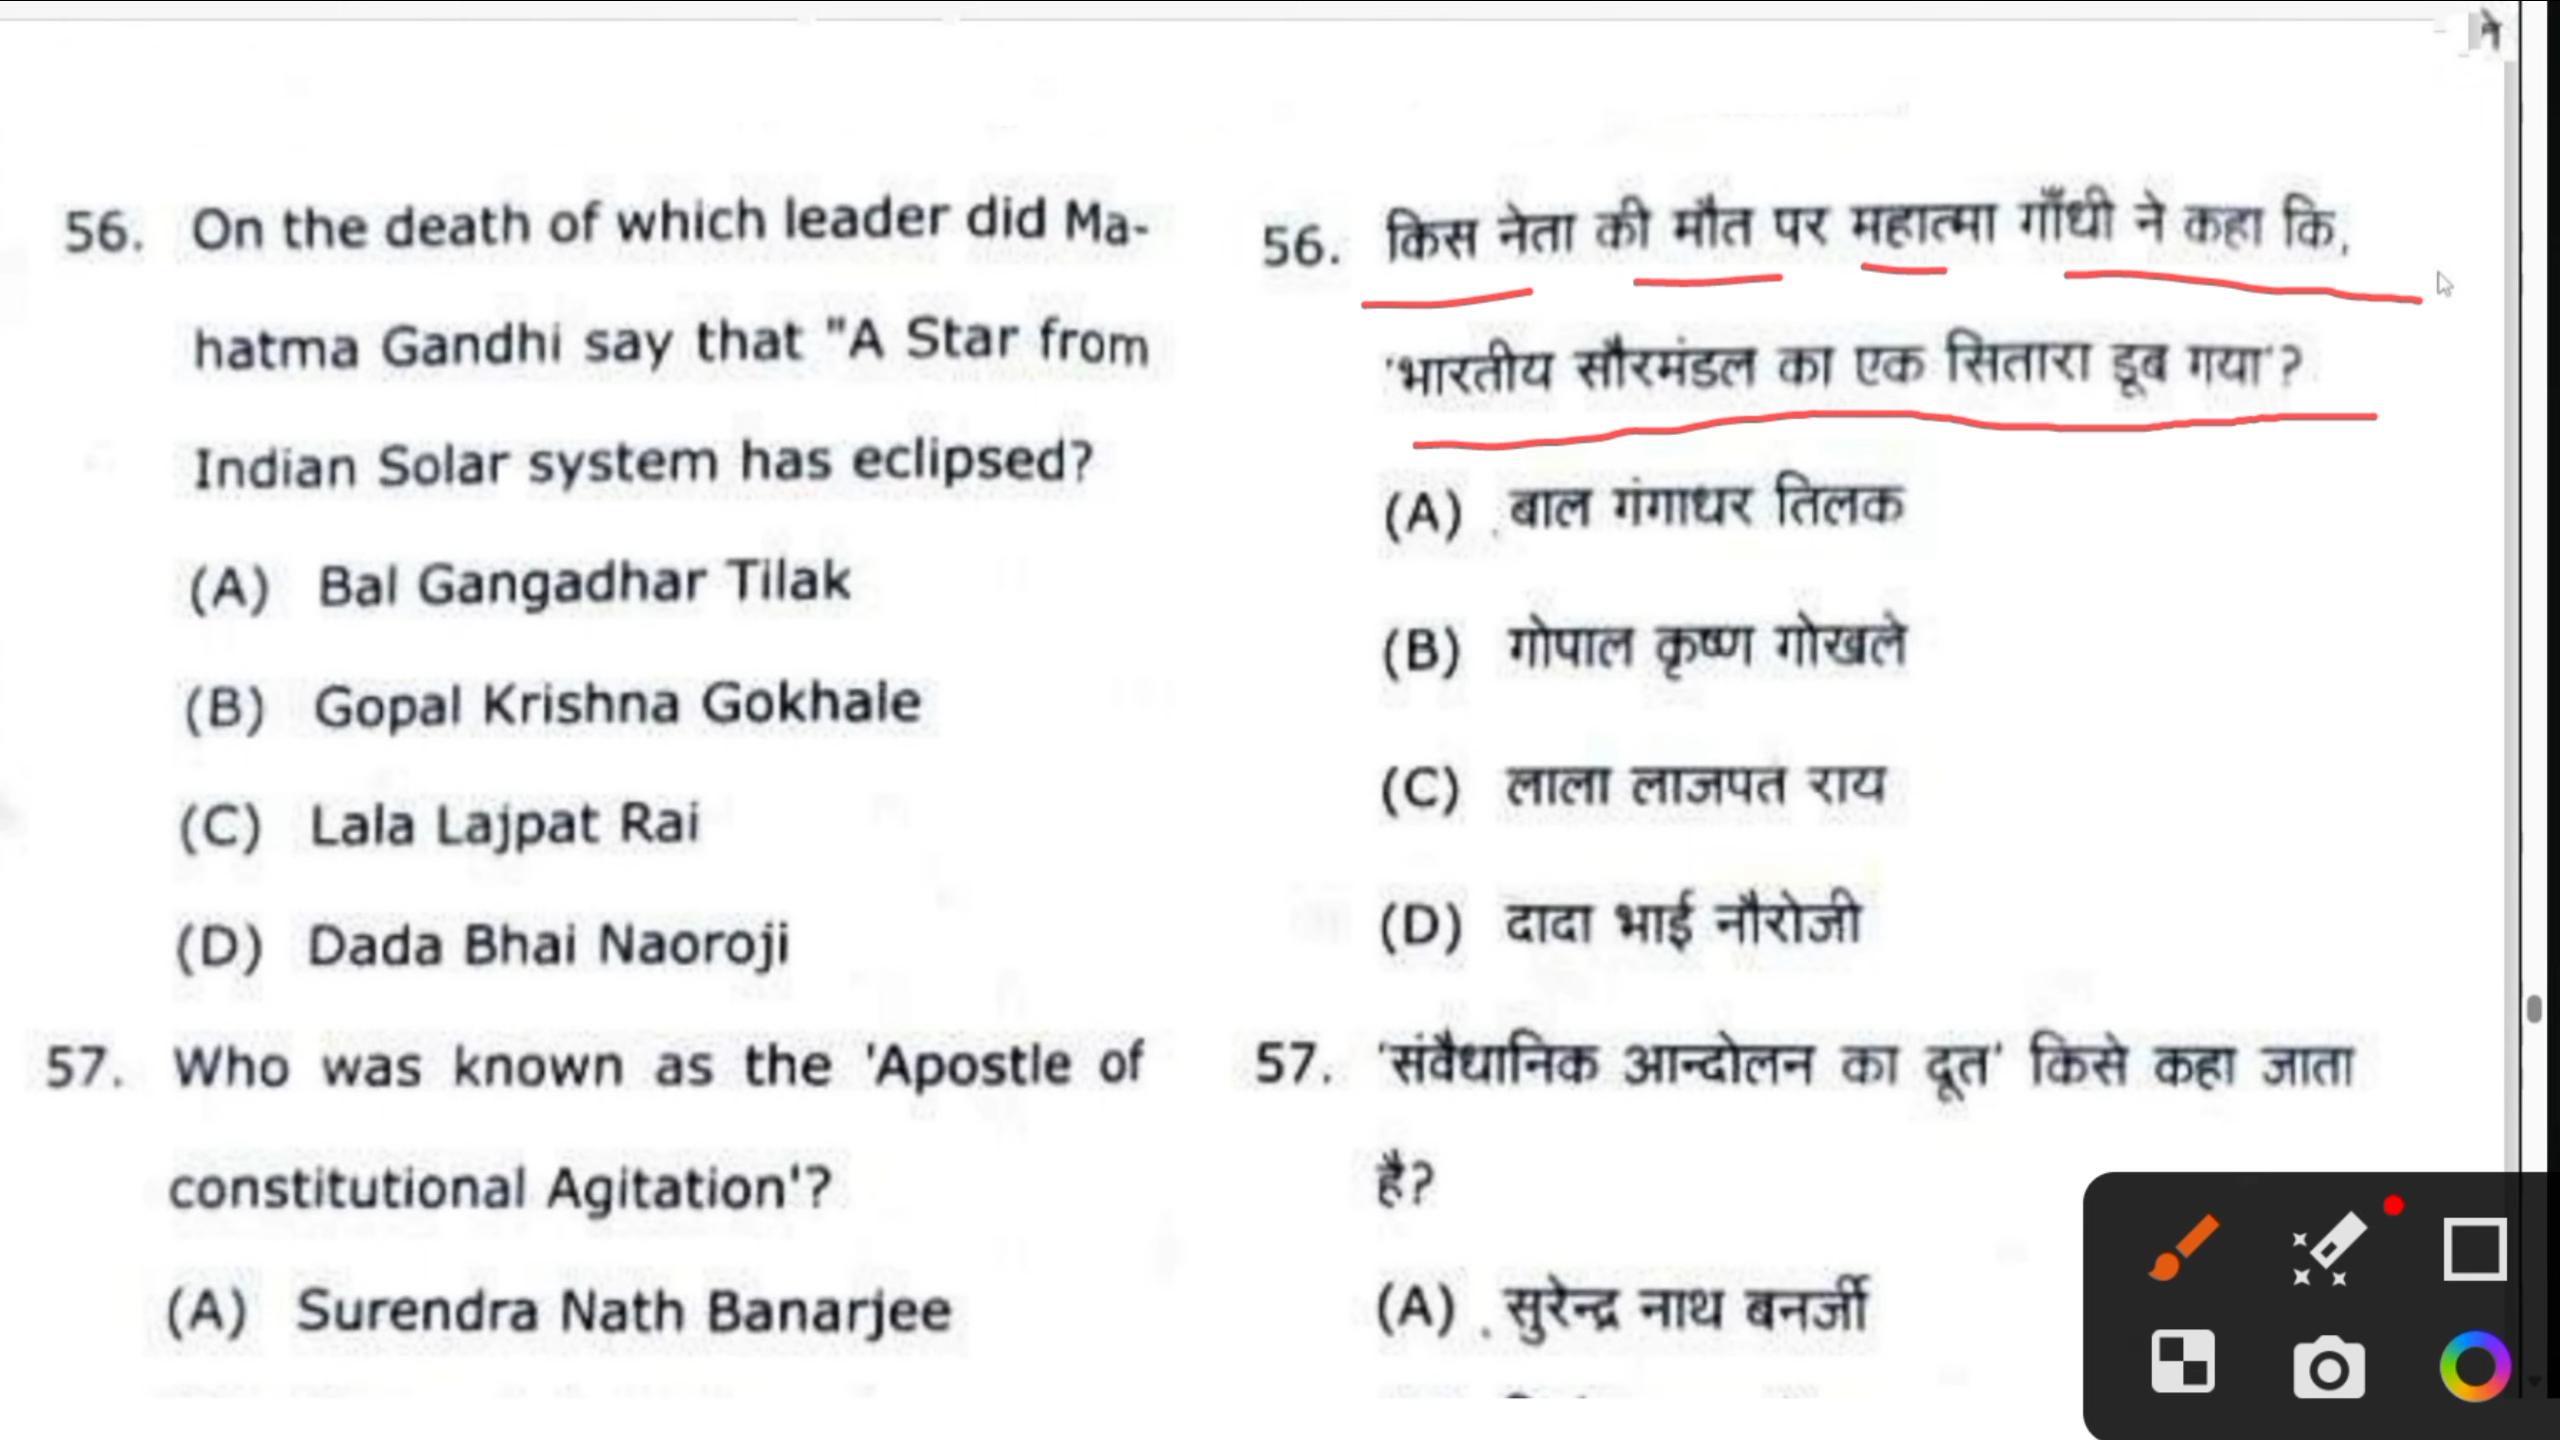 56. On the death of which leader did Ma-
hatma Gandhi say that "A Star from
Indian Solar system has eclipsed?
(A) Bal Gangadhar Tilak
(B) Gopal Krishna Gokhale
(C) Lala Lajpat Rai
(D) Dada Bhai Naoroji
57. Who was known as the 'Apostle of
constitutional Agitation'?
(A) Surendra Nath Banarjee
56. किस नेता की मौत पर महात्मा गाँधी ने कहा कि,
'भारतीय सौरमंडल का एक सितारा डूब गया'?
(A) बाल गंगाधर तिलक
(B) गोपाल कृष्ण गोखले
(C) लाला लाजपत राय
(D) दादा भाई नौरोजी
57. 'संवैधानिक आन्दोलन का दूत' किसे कहा जाता
है?
(A) सुरेन्द्र नाथ बनर्जी